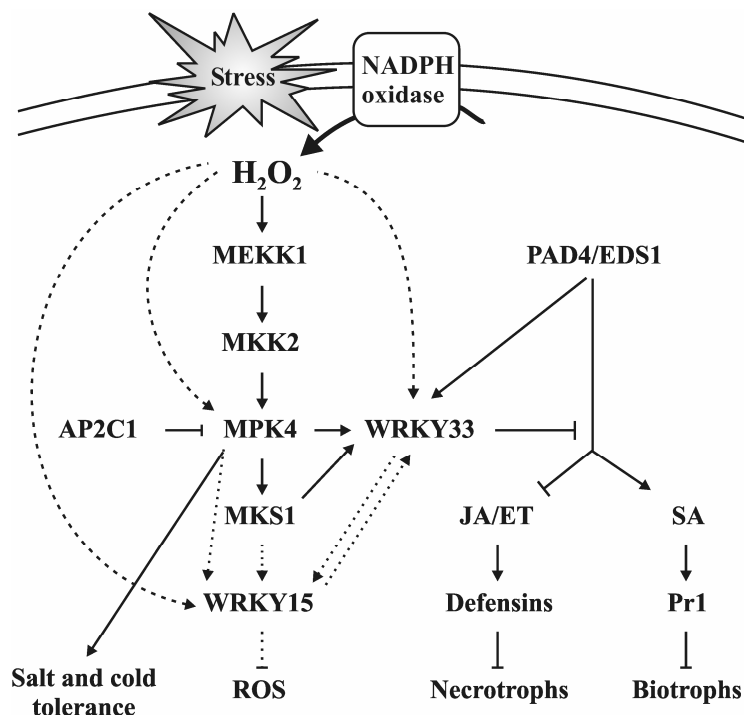 Stress
NADPH
oxidase
H₂O₂
MEKK1
PAD4/EDS1
MKK2
AP2C1
MPK4
WRKY33
MKS1
JA/ET
SA
WRKY15
Defensins
Pr1
Salt and cold
tolerance
ROS
Necrotrophs
Biotrophs